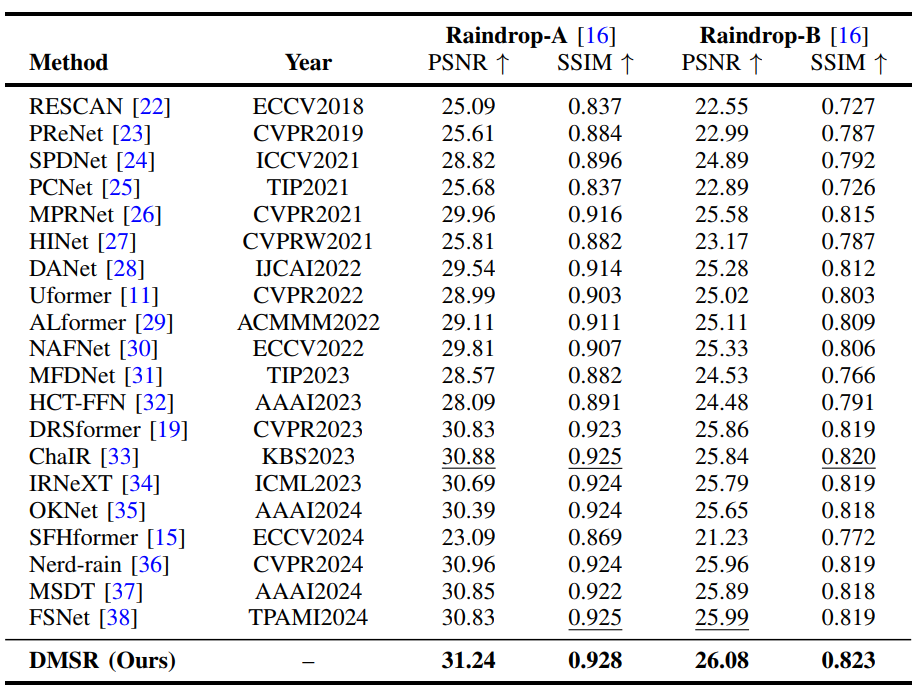 Raindrop-A [16] Raindrop-B [16]
Method Year PSNR ↑ SSIM ↑ PSNR ↑ SSIM ↑
RESCAN [22] ECCV2018 25.09 0.837 22.55 0.727
PReNet [23] CVPR2019 25.61 0.884 22.99 0.787
SPDNet [24] ICCV2021 28.82 0.896 24.89 0.792
PCNet [25] TIP2021 25.68 0.837 22.89 0.726
MPRNet [26] CVPR2021 29.96 0.916 25.58 0.815
HINet [27] CVPRW2021 25.81 0.882 23.17 0.787
DANet [28] IJCAI2022 29.54 0.914 25.28 0.812
Uformer [11] CVPR2022 28.99 0.903 25.02 0.803
ALformer [29] ACMMM2022 29.11 0.911 25.11 0.809
NAFNet [30] ECCV2022 29.81 0.907 25.33 0.806
MFDNet [31] TIP2023 28.57 0.882 24.53 0.766
HCT-FFN [32] AAAI2023 28.09 0.891 24.48 0.791
DRSformer [19] CVPR2023 30.83 0.923 25.86 0.819
ChaIR [33] KBS2023 30.88 0.925 25.84 0.820
IRNeXT [34] ICML2023 30.69 0.924 25.79 0.819
OKNet [35] AAAI2024 30.39 0.924 25.65 0.818
SFHformer [15] ECCV2024 23.09 0.869 21.23 0.772
Nerd-rain [36] CVPR2024 30.96 0.924 25.96 0.819
MSDT [37] AAAI2024 30.85 0.922 25.89 0.818
FSNet [38] TPAMI2024 30.83 0.925 25.99 0.819
DMSR (Ours) – 31.24 0.928 26.08 0.823